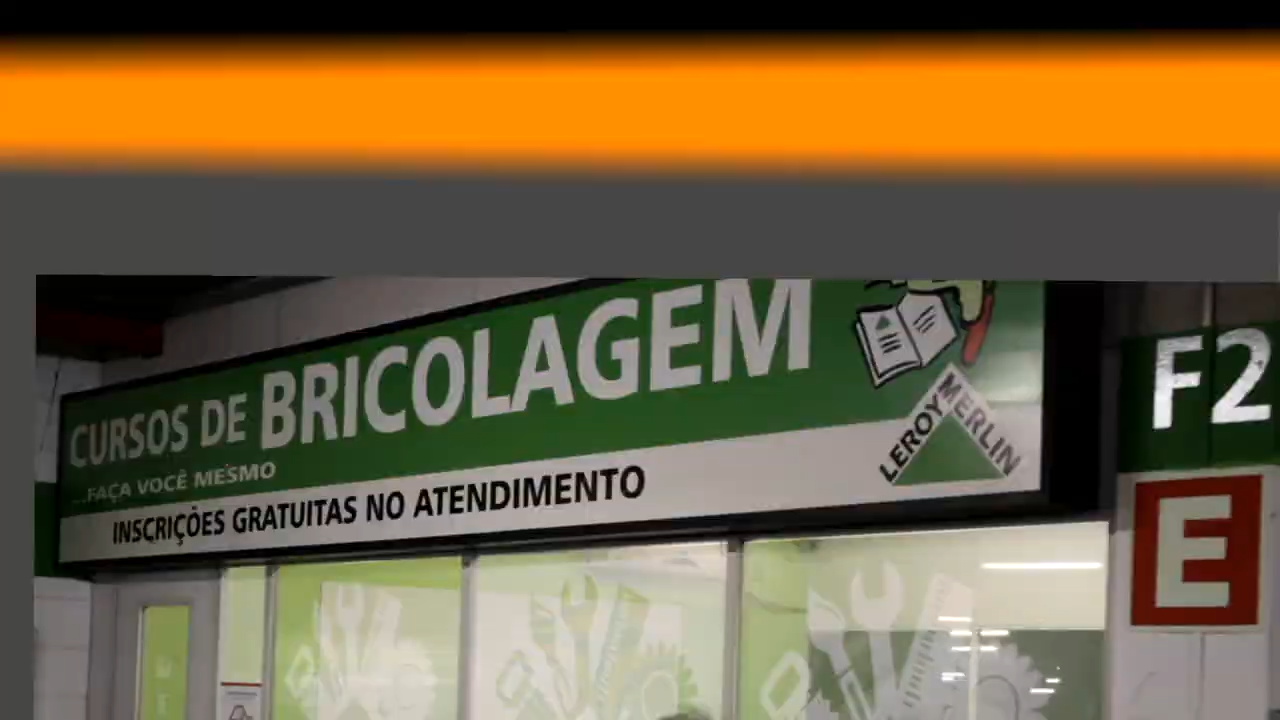 CURSOS DE BRICOLAGEM
...FAÇA VOCÊ MESMO
INSCRIÇÕES GRATUITAS NO ATENDIMENTO
LEROY MERLIN
F2
E